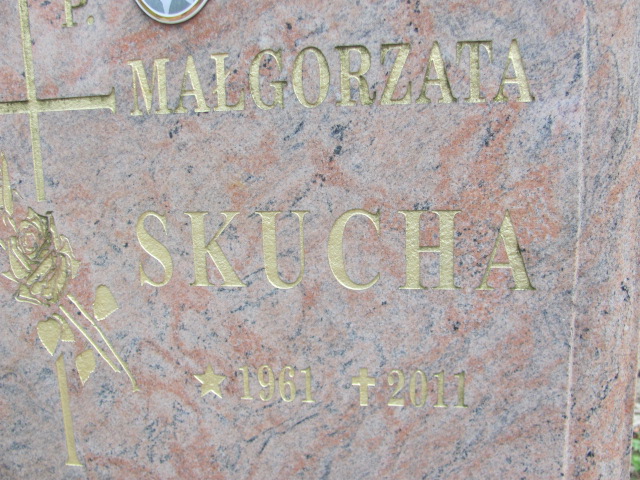 P.
MALGORZATA
SKUCHA
★ 1961 ✝ 2011